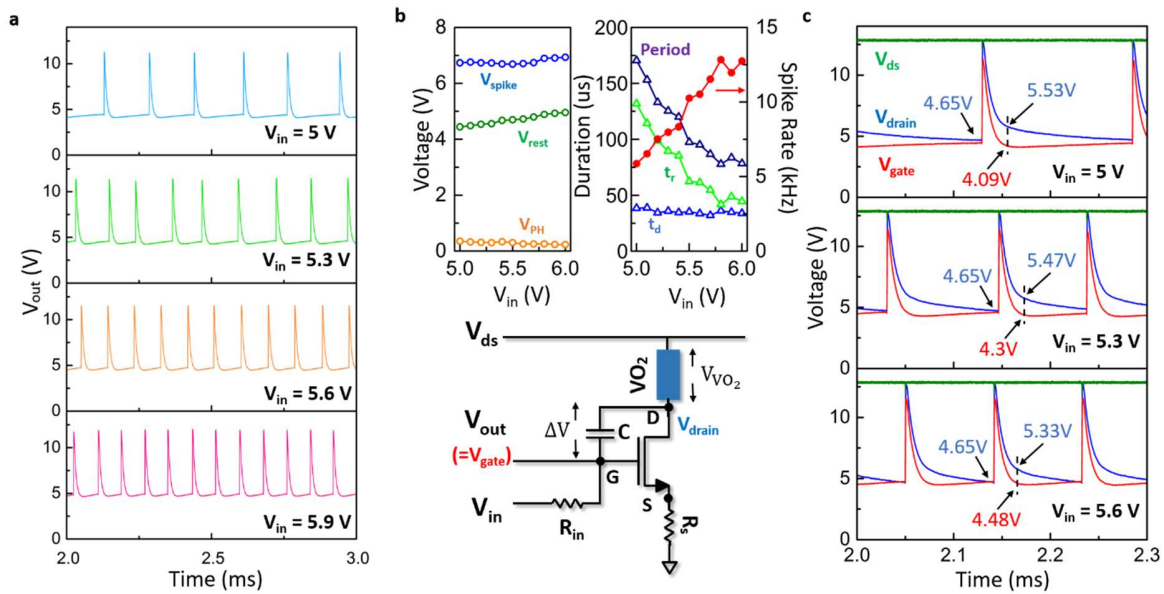 a
V_out (V)
10
5
V_in = 5 V
0
10
5
V_in = 5.3 V
0
10
5
V_in = 5.6 V
0
10
5
V_in = 5.9 V
0
2.0 2.5 3.0
Time (ms)
b
Voltage (V)
8
6
4
2
0
V_spike
V_rest
V_PH
5.0 5.5 6.0
V_in (V)
Duration (us)
200
150
100
50
0
Period
t_r
t_d
5.0 5.5 6.0
V_in (V)
15
10
5
0
Spike Rate (kHz)
V_ds
VO₂
V_VO₂
D
V_drain
ΔV
C
V_out
(=V_gate)
G
V_in
R_in
S
R_s
c
Voltage (V)
10
5
0
V_ds
V_drain
4.65V
5.53V
V_gate
4.09V
V_in = 5 V
10
5
0
4.65V
5.47V
4.3V
V_in = 5.3 V
10
5
0
4.65V
5.33V
4.48V
V_in = 5.6 V
2.0 2.1 2.2 2.3
Time (ms)